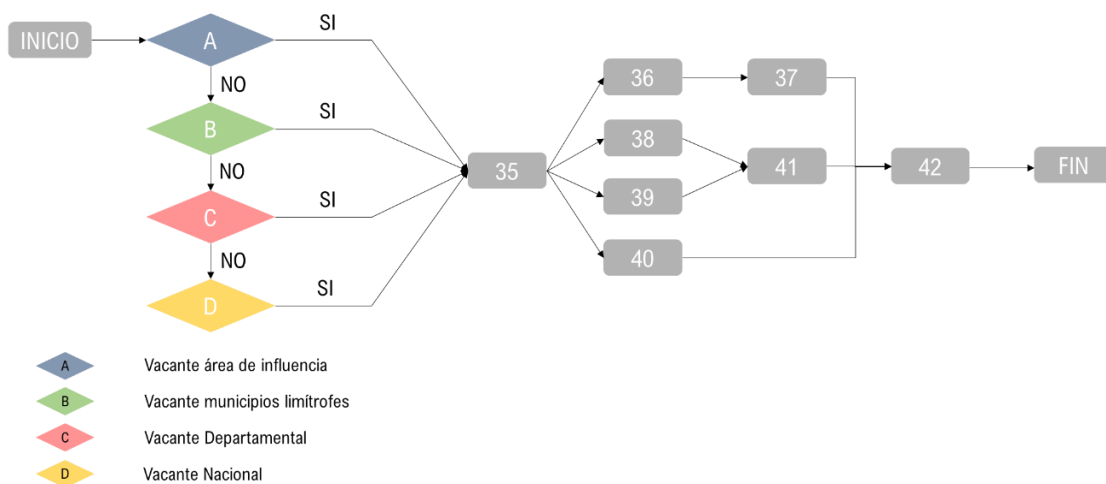 INICIO
A
SI
NO
B
SI
NO
C
SI
NO
D
SI
35
36
37
38
39
40
41
42
FIN
A Vacante área de influencia
B Vacante municipios limítrofes
C Vacante Departamental
D Vacante Nacional